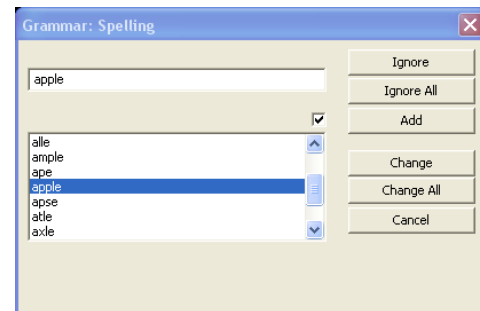 Grammar: Spelling
apple
Ignore
Ignore All
Add
alle
ample
ape
apple
apse
atle
axle
Change
Change All
Cancel